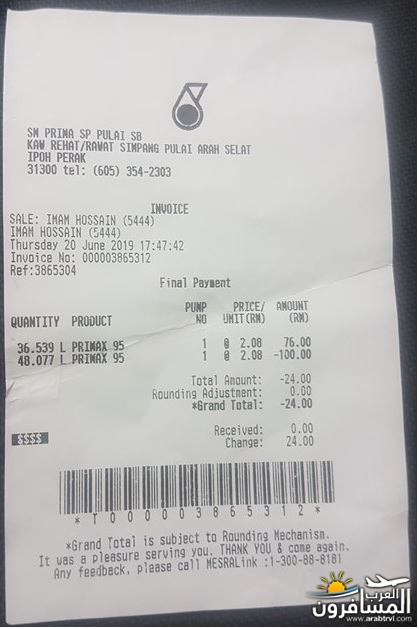 SM PRIMA SP PULAI SB
KAW REHAT/RAWAT SIMPANG PULAI ARAH SELAT
IPOH PERAK
31300 tel: (605) 354-2303
INVOICE
SALE: IMAM HOSSAIN (5444)
IMAM HOSSAIN (5444)
Thursday 20 June 2019 17:47:42
Invoice No: 000003865312
Ref:3865304
Final Payment
QUANTITY PRODUCT PUMP NO PRICE/ UNIT(RM) AMOUNT (RM)
36.539 L PRIMAX 95 1 @ 2.08 76.00
48.077 L PRIMAX 95 1 @ 2.08 -100.00
Total Amount: -24.00
Rounding Adjustment: 0.00
*Grand Total: -24.00
$$$$
Received: 0.00
Change: 24.00
*T000003865312*
*Grand Total is subject to Rounding Mechanism.
It was a pleasure serving you. THANK YOU & come again.
Any feedback, please call MESRALink :1-300-88-8181
العرب
المسافرون
www.arabtrvl.com